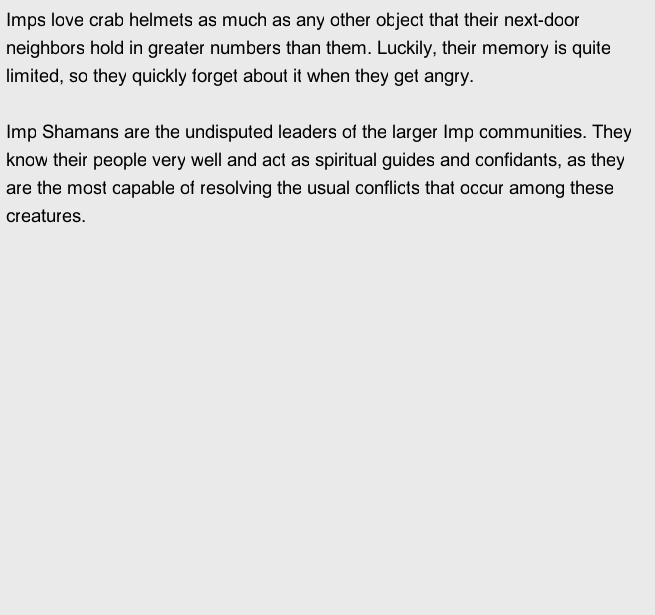 Imps love crab helmets as much as any other object that their next-door
neighbors hold in greater numbers than them. Luckily, their memory is quite
limited, so they quickly forget about it when they get angry.
Imp Shamans are the undisputed leaders of the larger Imp communities. They
know their people very well and act as spiritual guides and confidants, as they
are the most capable of resolving the usual conflicts that occur among these
creatures.